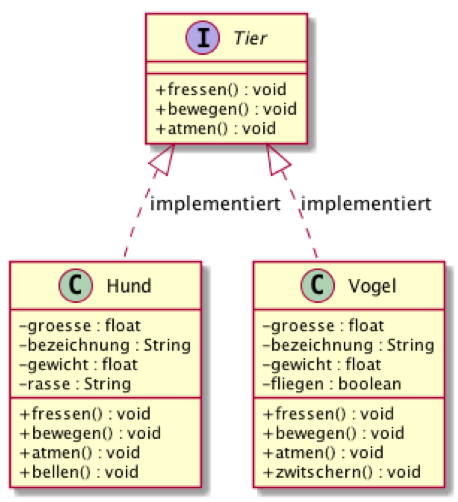 I Tier
+fressen() : void
+bewegen() : void
+atmen() : void
implementiert
implementiert
C Hund
-groesse : float
-bezeichnung : String
-gewicht : float
-rasse : String
+fressen() : void
+bewegen() : void
+atmen() : void
+bellen() : void
C Vogel
-groesse : float
-bezeichnung : String
-gewicht : float
-fliegen : boolean
+fressen() : void
+bewegen() : void
+atmen() : void
+zwitschern() : void